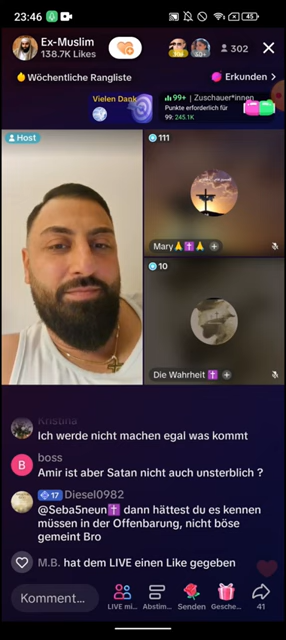 23:46
45
Ex-Muslim
138.7K Likes
302
Wöchentliche Rangliste
Erkunden >
Vielen Dank
99+ | Zuschauer*innen
Punkte erforderlich für
99: 245.1K
Host
111
Mary🙏✝️🙏
10
Die Wahrheit ✝️
Kristina
Ich werde nicht machen egal was kommt
B
boss
Amir ist aber Satan nicht auch unsterblich ?
17 Diesel0982
@Seba5neun✝️ dann hättest du es kennen
müssen in der Offenbarung, nicht böse
gemeint Bro
M.B. hat dem LIVE einen Like gegeben
Komment...
LIVE mi...
Abstim...
Senden
Gesche...
41